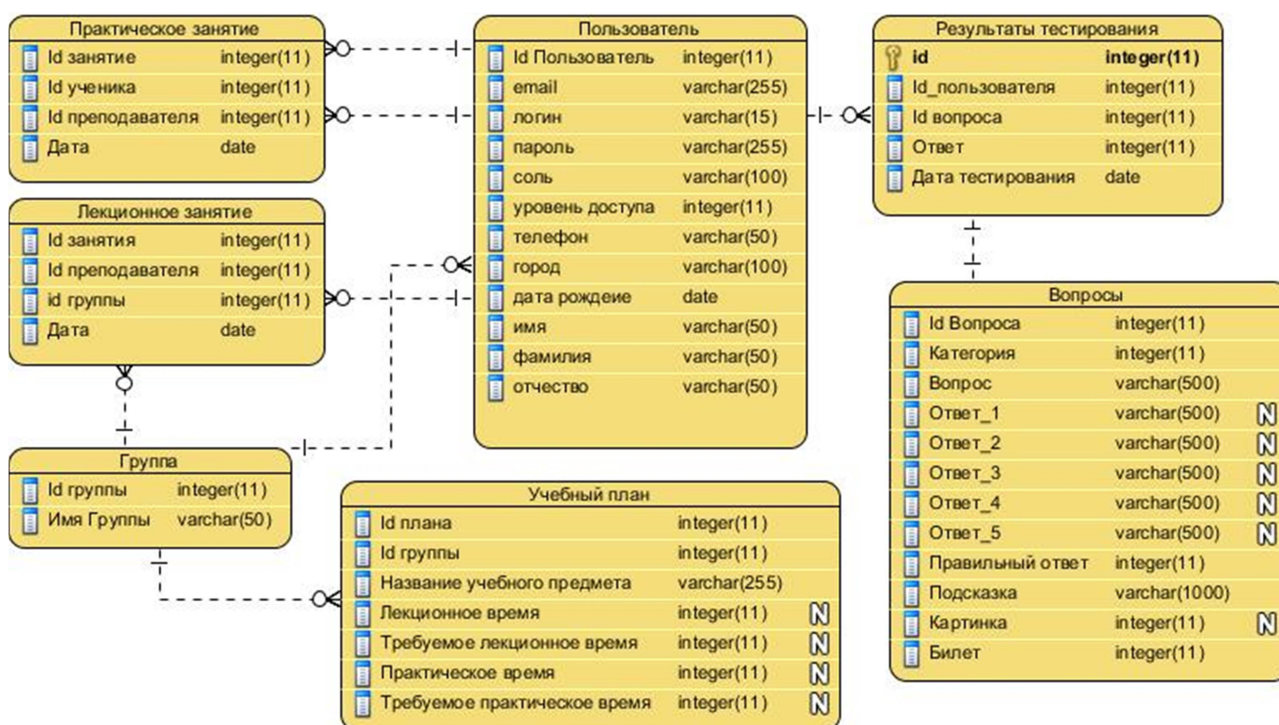 Практическое занятие
Id занятие integer(11)
Id ученика integer(11)
Id преподавателя integer(11)
Дата date
Лекционное занятие
Id занятия integer(11)
Id преподавателя integer(11)
id группы integer(11)
Дата date
Группа
Id группы integer(11)
Имя Группы varchar(50)
Пользователь
Id Пользователь integer(11)
email varchar(255)
логин varchar(15)
пароль varchar(255)
соль varchar(100)
уровень доступа integer(11)
телефон varchar(50)
город varchar(100)
дата рождеие date
имя varchar(50)
фамилия varchar(50)
отчество varchar(50)
Учебный план
Id плана integer(11)
Id группы integer(11)
Название учебного предмета varchar(255)
Лекционное время integer(11) N
Требуемое лекционное время integer(11) N
Практическое время integer(11) N
Требуемое практическое время integer(11) N
Результаты тестирования
id integer(11)
Id_пользователя integer(11)
Id вопроса integer(11)
Ответ integer(11)
Дата тестирования date
Вопросы
Id Вопроса integer(11)
Категория integer(11)
Вопрос varchar(500)
Ответ_1 varchar(500) N
Ответ_2 varchar(500) N
Ответ_3 varchar(500) N
Ответ_4 varchar(500) N
Ответ_5 varchar(500) N
Правильный ответ integer(11)
Подсказка varchar(1000)
Картинка integer(11) N
Билет integer(11)